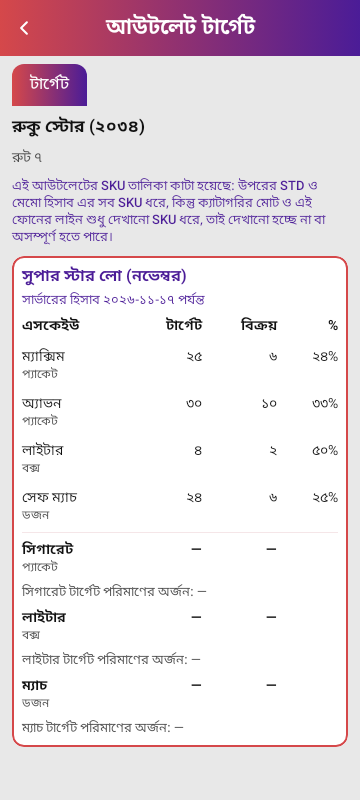 আউটলেট টার্গেট
টার্গেট
রুকু স্টোর (২০৩৪)
রুট ৭
এই আউটলেটের SKU তালিকা কাটা হয়েছে: উপরের STD ও
মেমো হিসাব এর সব SKU ধরে, কিন্তু ক্যাটাগরির মোট ও এই
ফোনের লাইন শুধু দেখানো SKU ধরে, তাই দেখানো হচ্ছে না বা
অসম্পূর্ণ হতে পারে।
সুপার স্টার লো (নভেম্বর)
সার্ভারের হিসাব ২০২৬-১১-১৭ পর্যন্ত
এসকেইউ টার্গেট বিক্রয় %
ম্যাক্সিম ২৫ ৬ ২৪%
প্যাকেট
অ্যাভন ৩০ ১০ ৩৩%
প্যাকেট
লাইটার ৪ ২ ৫০%
বক্স
সেফ ম্যাচ ২৪ ৬ ২৫%
ডজন
সিগারেট – –
প্যাকেট
সিগারেট টার্গেট পরিমাণের অর্জন: –
লাইটার – –
বক্স
লাইটার টার্গেট পরিমাণের অর্জন: –
ম্যাচ – –
ডজন
ম্যাচ টার্গেট পরিমাণের অর্জন: –